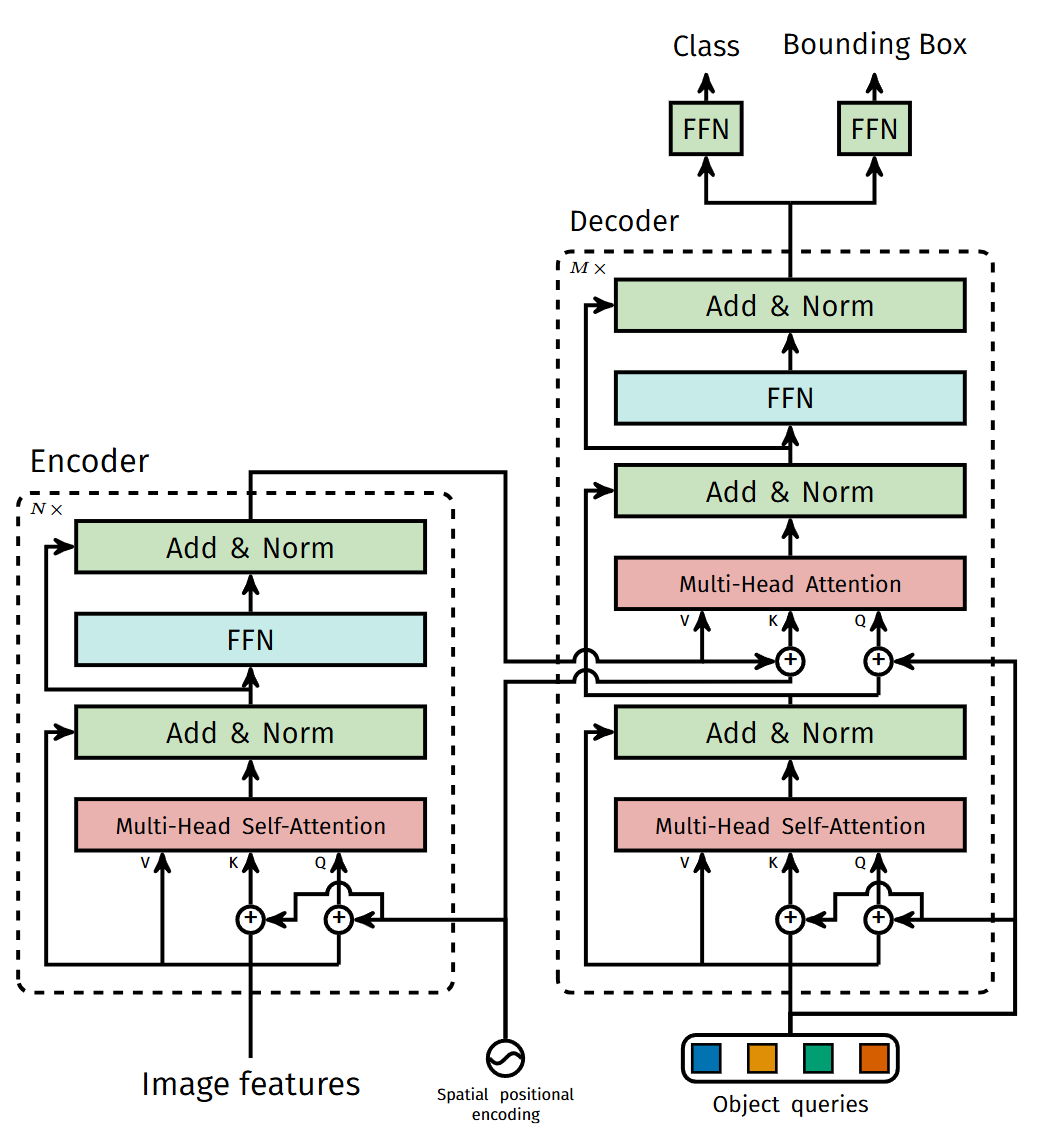 Class
Bounding Box
FFN
FFN
Decoder
M ×
Add & Norm
FFN
Add & Norm
Multi-Head Attention
V
K
Q
+
+
Add & Norm
Multi-Head Self-Attention
V
K
Q
+
+
Object queries
Encoder
N ×
Add & Norm
FFN
Add & Norm
Multi-Head Self-Attention
V
K
Q
+
+
Image features
Spatial positional
encoding